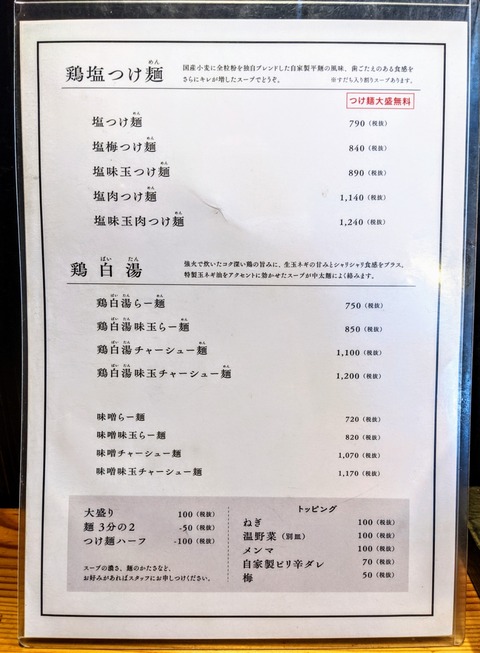 鶏塩つけ麺
国産小麦に全粒粉を独自ブレンドした自家製平麺の風味、歯ごたえのある食感を
さらにキレが増したスープでどうぞ。 ※すだち入り割りスープあります。
つけ麺大盛無料
塩つけ麺 790（税抜）
塩梅つけ麺 840（税抜）
塩味玉つけ麺 890（税抜）
塩肉つけ麺 1,140（税抜）
塩味玉肉つけ麺 1,240（税抜）
鶏白湯
強火で炊いたコク深い鶏の旨みに、生玉ネギの甘みとシャリシャリ食感をプラス。
特製玉ネギ油をアクセントに効かせたスープが中太麺によく絡みます。
鶏白湯らー麺 750（税抜）
鶏白湯味玉らー麺 850（税抜）
鶏白湯チャーシュー麺 1,100（税抜）
鶏白湯味玉チャーシュー麺 1,200（税抜）
味噌らー麺 720（税抜）
味噌味玉らー麺 820（税抜）
味噌チャーシュー麺 1,070（税抜）
味噌味玉チャーシュー麺 1,170（税抜）
大盛り 100（税抜）
麺 3分の2 -50（税抜）
つけ麺ハーフ -100（税抜）
スープの濃さ、麺のかたさなど、
お好みがあればスタッフにお申しつけください。
トッピング
ねぎ 100（税抜）
温野菜（別皿） 100（税抜）
メンマ 100（税抜）
自家製ピリ辛ダレ 70（税抜）
梅 50（税抜）